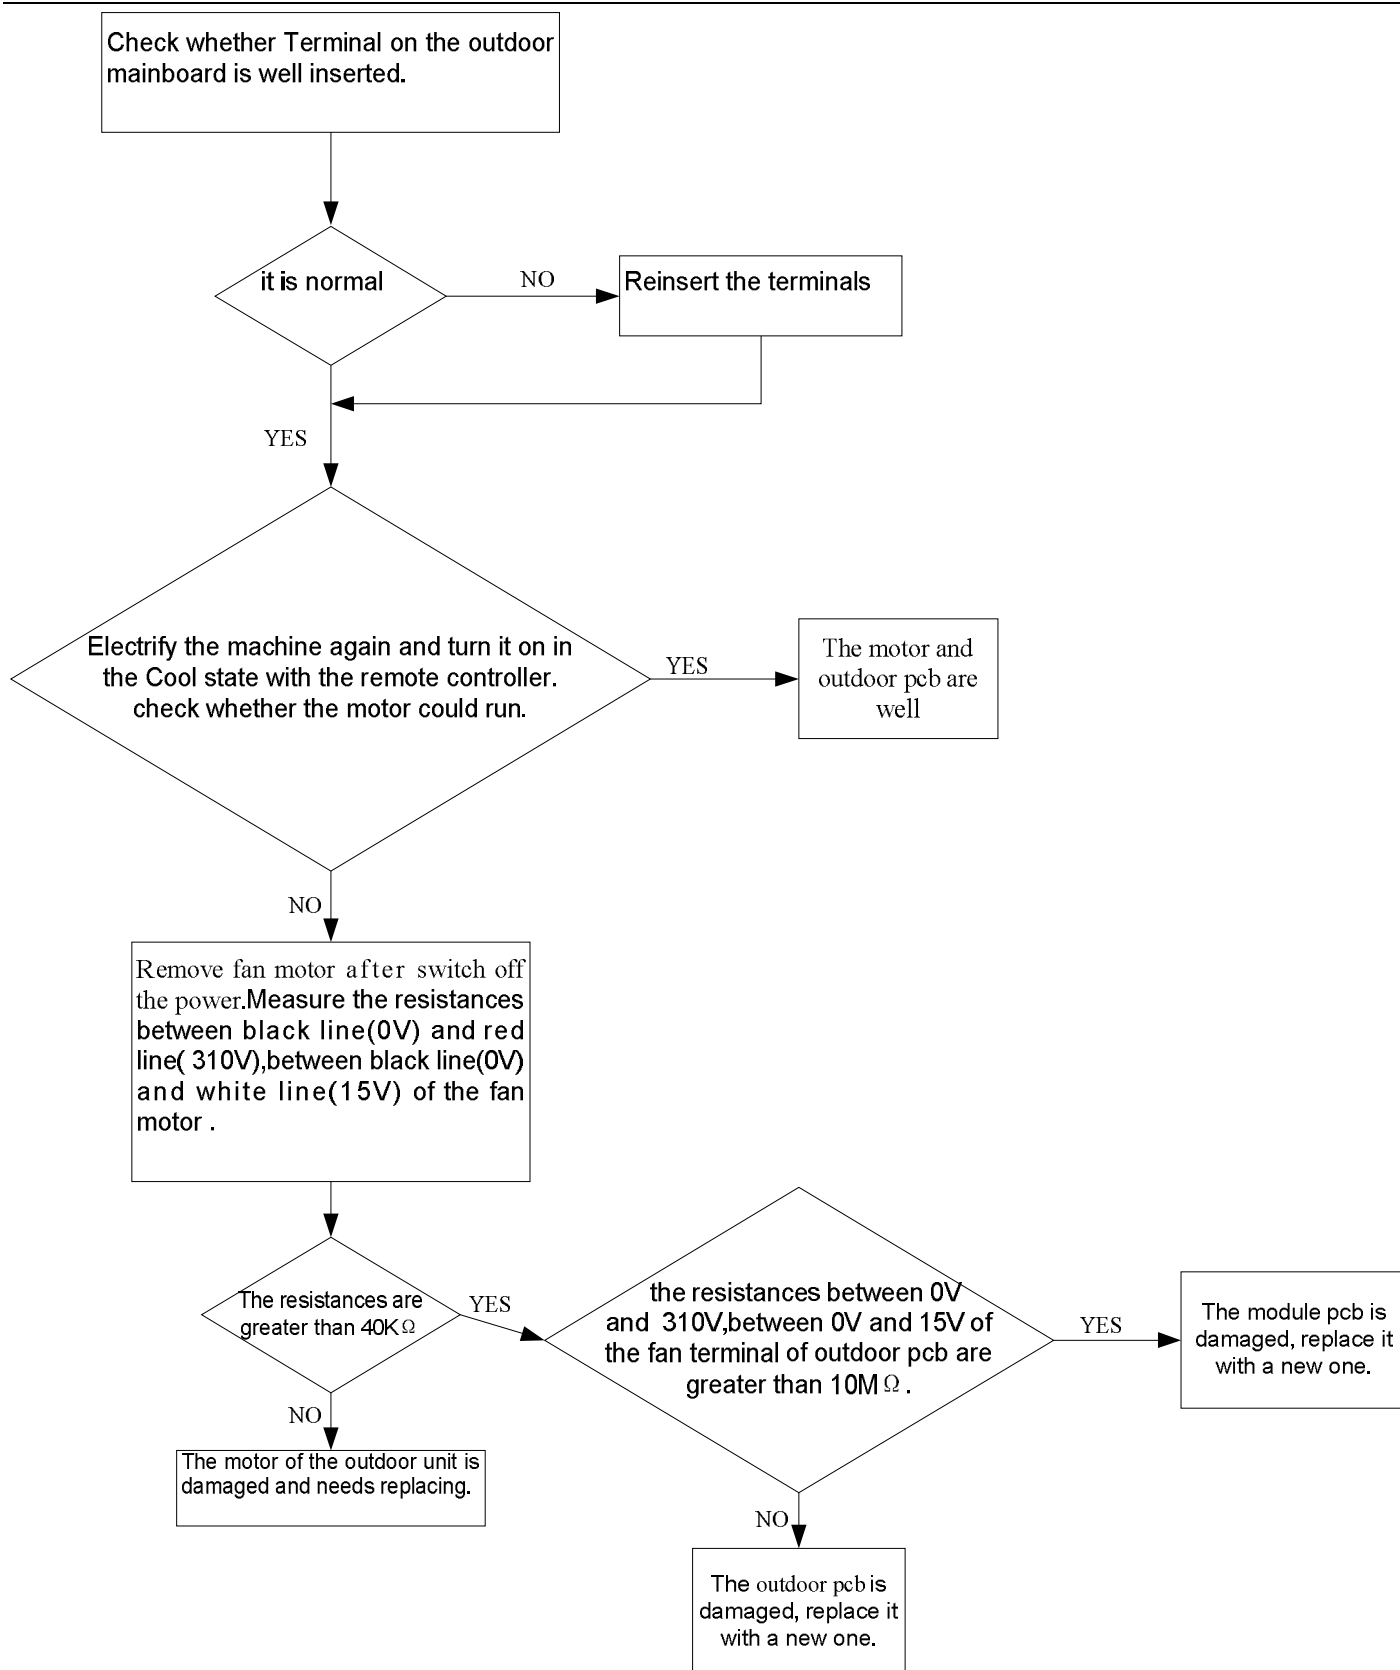 Check whether Terminal on the outdoor
mainboard is well inserted.
it is normal
NO
Reinsert the terminals
YES
Electrify the machine again and turn it on in
the Cool state with the remote controller.
check whether the motor could run.
YES
The motor and
outdoor pcb are
well
NO
Remove fan motor after switch off
the power.Measure the resistances
between black line(0V) and red
line( 310V),between black line(0V)
and white line(15V) of the fan
motor .
The resistances are
greater than 40KΩ
YES
the resistances between 0V
and 310V,between 0V and 15V of
the fan terminal of outdoor pcb are
greater than 10MΩ.
YES
The module pcb is
damaged, replace it
with a new one.
NO
The motor of the outdoor unit is
damaged and needs replacing.
NO
The outdoor pcb is
damaged, replace it
with a new one.